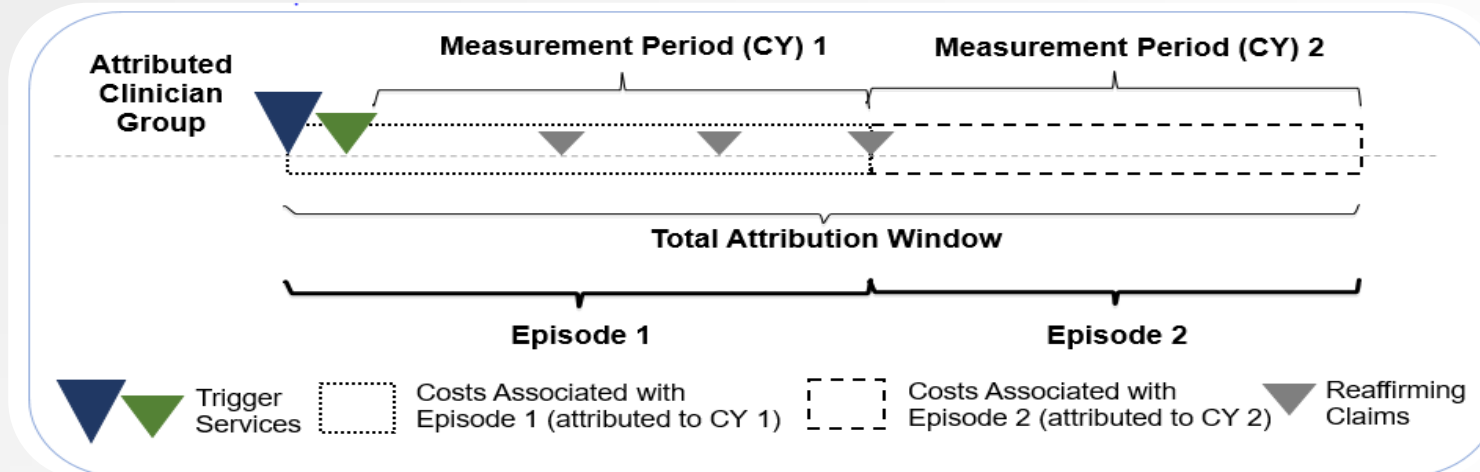 Measurement Period (CY) 1
Measurement Period (CY) 2
Attributed
Clinician
Group
Total Attribution Window
Episode 1
Episode 2
Trigger
Services
Costs Associated with
Episode 1 (attributed to CY 1)
Costs Associated with
Episode 2 (attributed to CY 2)
Reaffirming
Claims